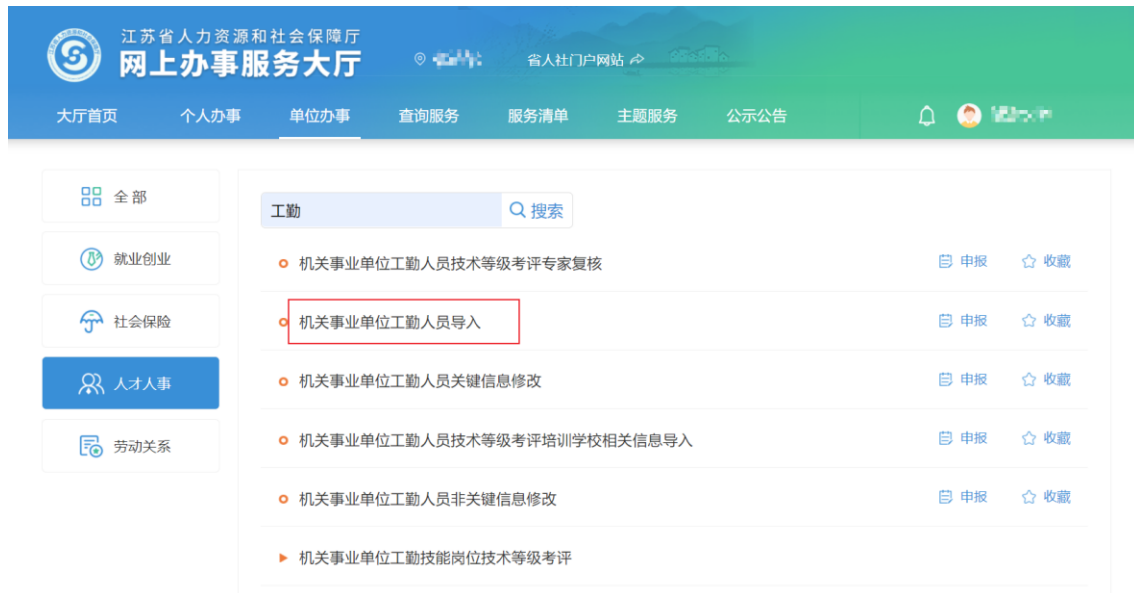 江苏省人力资源和社会保障厅
网上办事服务大厅
省人社门户网站
大厅首页 个人办事 单位办事 查询服务 服务清单 主题服务 公示公告
全部
就业创业
社会保险
人才人事
劳动关系
工勤 搜索
机关事业单位工勤人员技术等级考评专家复核 申报 收藏
机关事业单位工勤人员导入 申报 收藏
机关事业单位工勤人员关键信息修改 申报 收藏
机关事业单位工勤人员技术等级考评培训学校相关信息导入 申报 收藏
机关事业单位工勤人员非关键信息修改 申报 收藏
机关事业单位工勤技能岗位技术等级考评